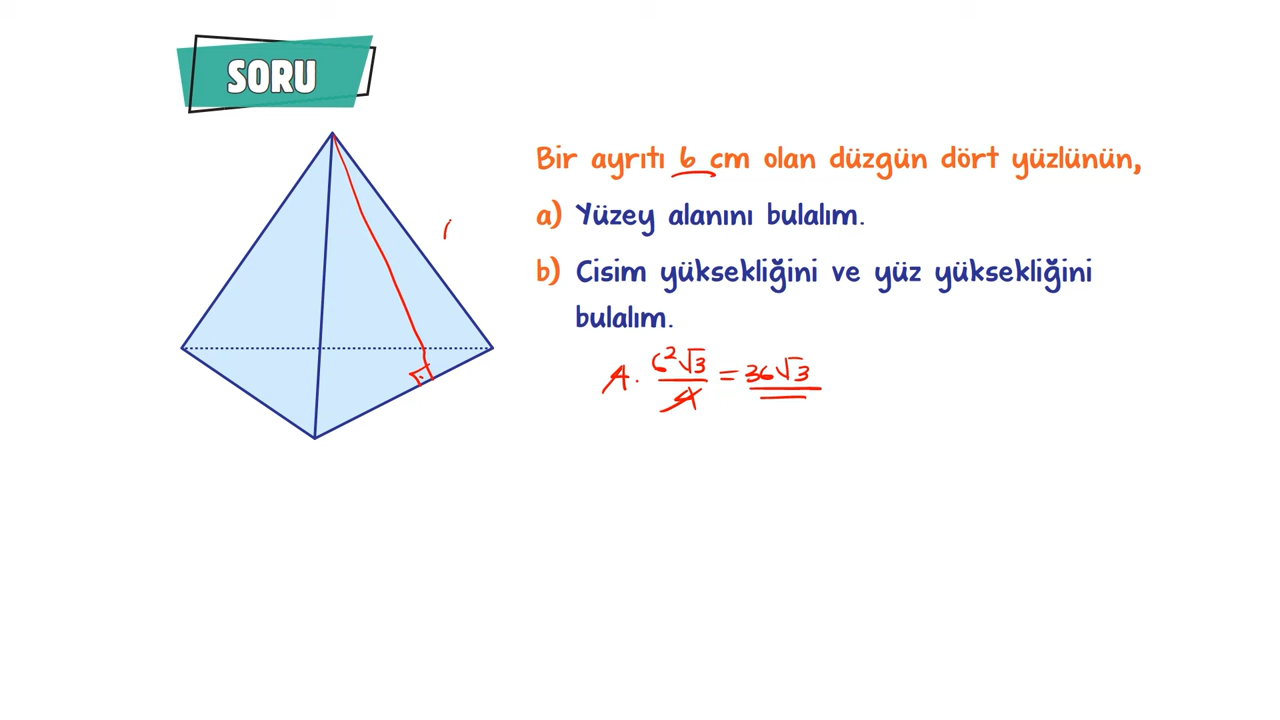 SORU
Bir ayrıtı 6 cm olan düzgün dört yüzlünün,
a) Yüzey alanını bulalım.
b) Cisim yüksekliğini ve yüz yüksekliğini
bulalım.
4. 6²√3/4 = 36√3